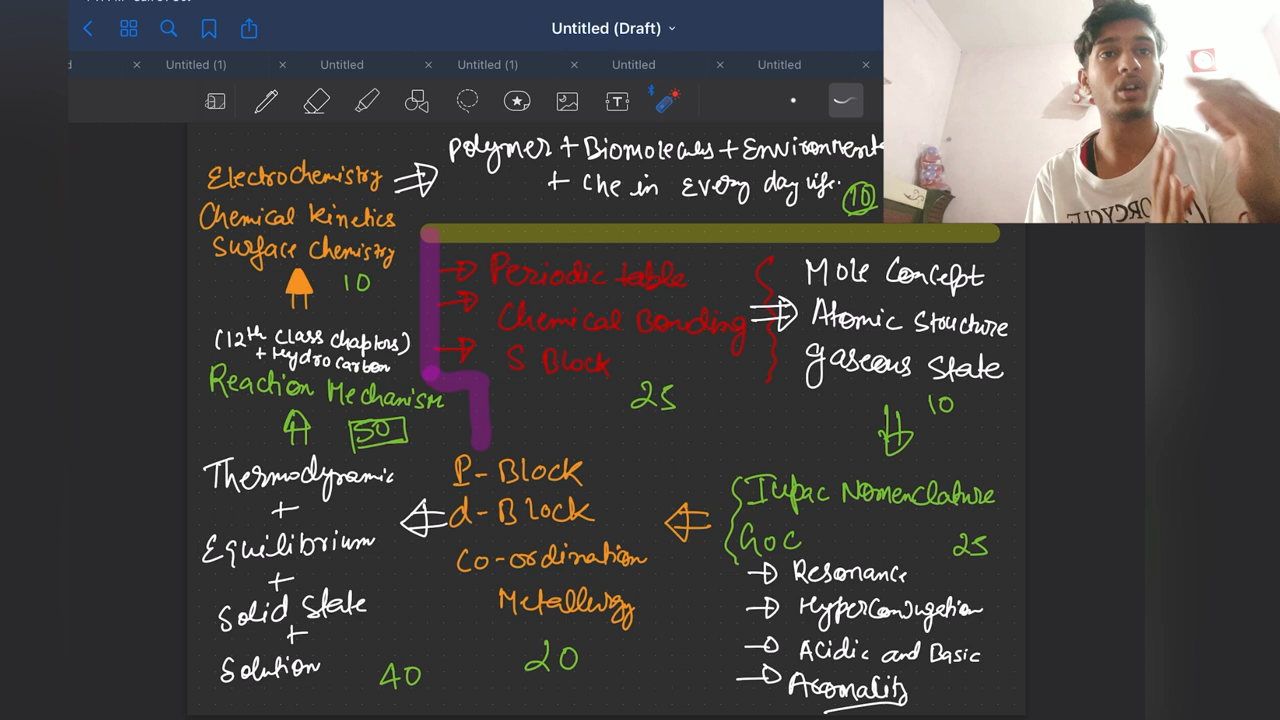 Untitled (Draft)
Untitled (1)
Untitled
Untitled (1)
Untitled
Untitled
Electrochemistry
Chemical kinetics
Surface Chemistry
10
Polymer + Biomolecules + Environmenta
+ Che in Every day life.
10
Periodic table
Chemical Bonding
S Block
25
Mole Concept
Atomic Structure
gaseous State
10
Iupac Nomenclature
GOC
25
Resonance
Hyperconjugation
Acidic and Basic
Aromality
P-Block
d-Block
Co-ordination
Metallurgy
20
Thermodynamic
+
Equilibrium
+
Solid State
+
Solution
40
(12th Class chapters)
+ Hydrocarbon
Reaction Mechanism
50
ORCYCLE